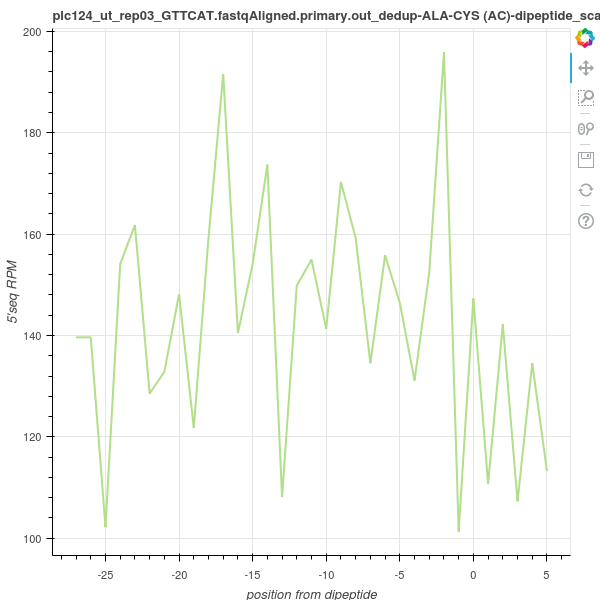 plc124_ut_rep03_GTTCAT.fastqAligned.primary.out_dedup-ALA-CYS (AC)-dipeptide_sca
200
180
160
140
120
100
5'seq RPM
-25 -20 -15 -10 -5 0 5
position from dipeptide